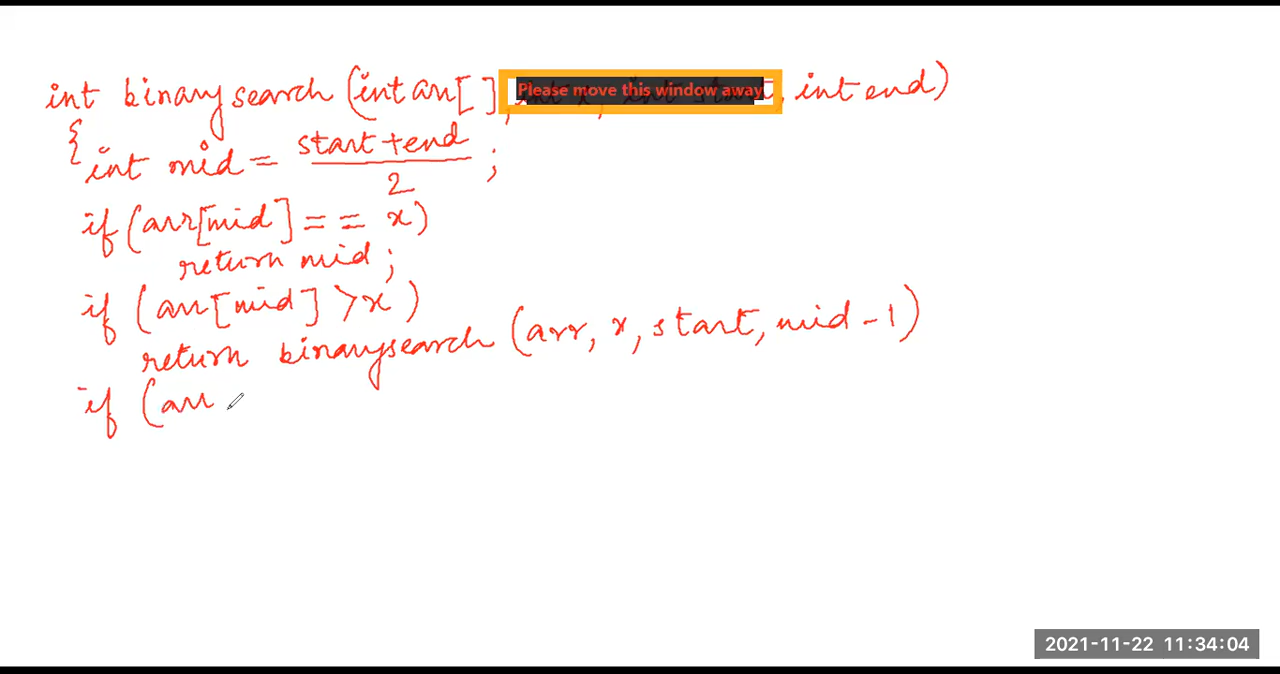 int binarysearch (int arr[], Please move this window away, int end)
{
int mid = start+end
2 ;
if (arr[mid] == x)
return mid;
if (arr[mid] > x)
return binarysearch (arr, x, start, mid-1)
if (arr
2021-11-22 11:34:04